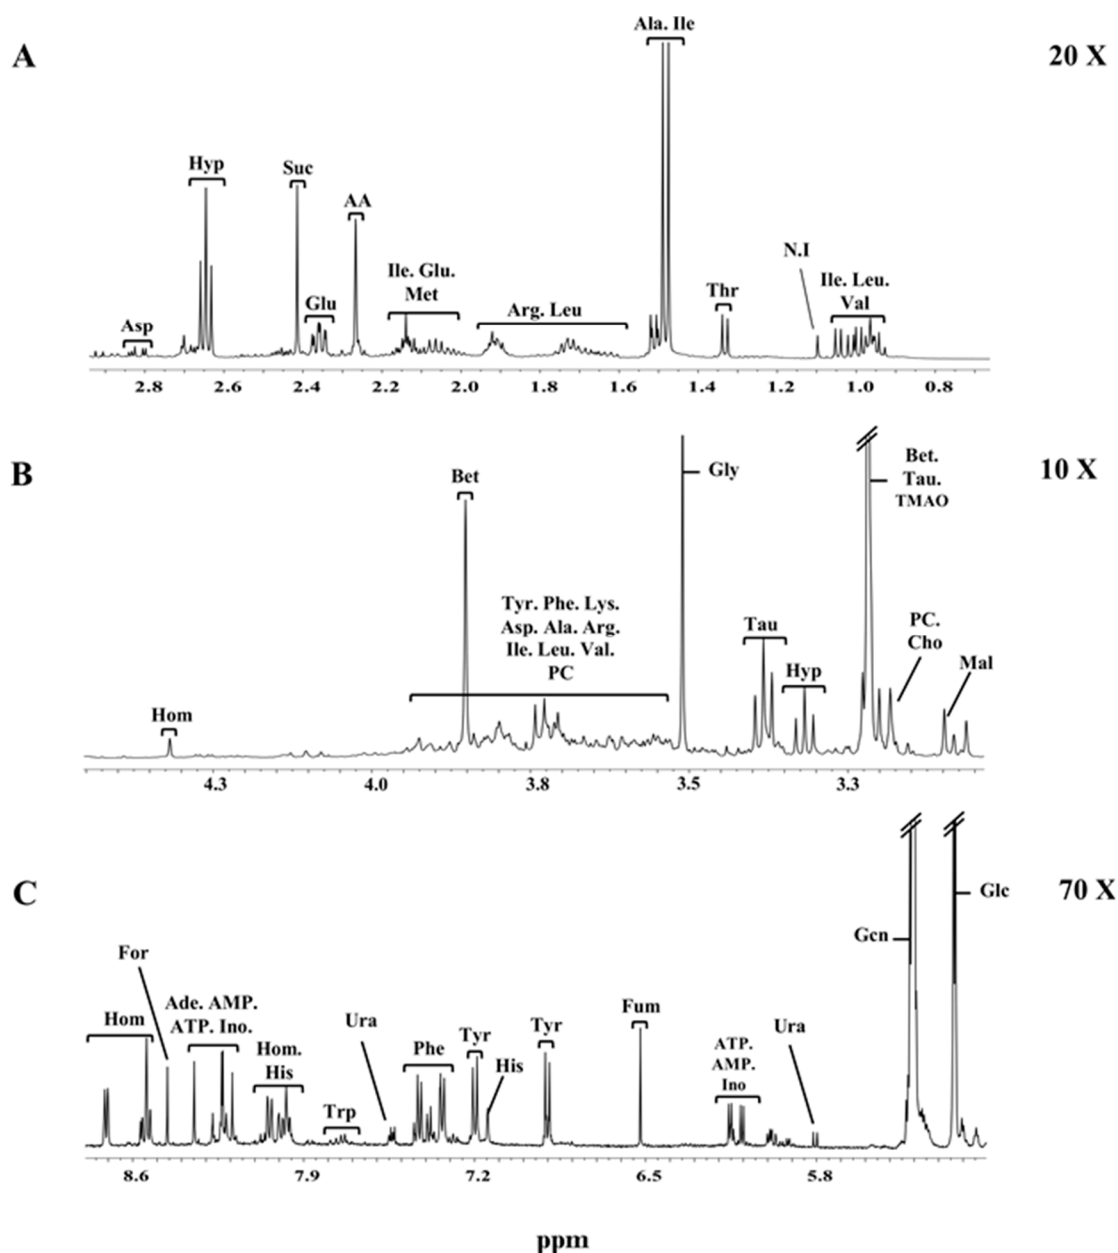 A
20 X
Ala. Ile
Hyp
Suc
AA
N.I
Ile. Glu.
Met
Ile. Leu.
Val
Thr
Glu
Arg. Leu
Asp
2.8 2.6 2.4 2.2 2.0 1.8 1.6 1.4 1.2 1.0 0.8
B
10 X
Bet
Gly
Bet.
Tau.
TMAO
Tyr. Phe. Lys.
Asp. Ala. Arg.
Ile. Leu. Val.
PC
Tau
PC.
Cho
Hyp
Mal
Hom
4.3 4.0 3.8 3.5 3.3
C
70 X
Glc
Gcn
For
Hom
Ade. AMP.
ATP. Ino.
Hom.
His
Trp
Ura
Phe
Tyr
His
Tyr
Fum
ATP.
AMP.
Ino
Ura
8.6 7.9 7.2 6.5 5.8
ppm